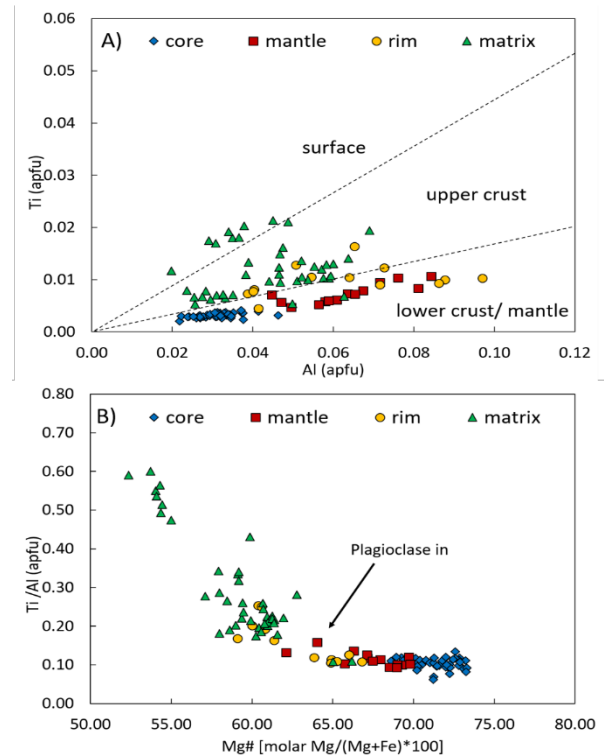 A) core mantle rim matrix
0.06
0.05
0.04
0.03
0.02
0.01
0.00
Ti (apfu)
surface
upper crust
lower crust/ mantle
0.00 0.02 0.04 0.06 0.08 0.10 0.12
Al (apfu)
B) core mantle rim matrix
0.80
0.70
0.60
0.50
0.40
0.30
0.20
0.10
0.00
Ti /Al (apfu)
Plagioclase in
50.00 55.00 60.00 65.00 70.00 75.00 80.00
Mg# [molar Mg/(Mg+Fe)*100]